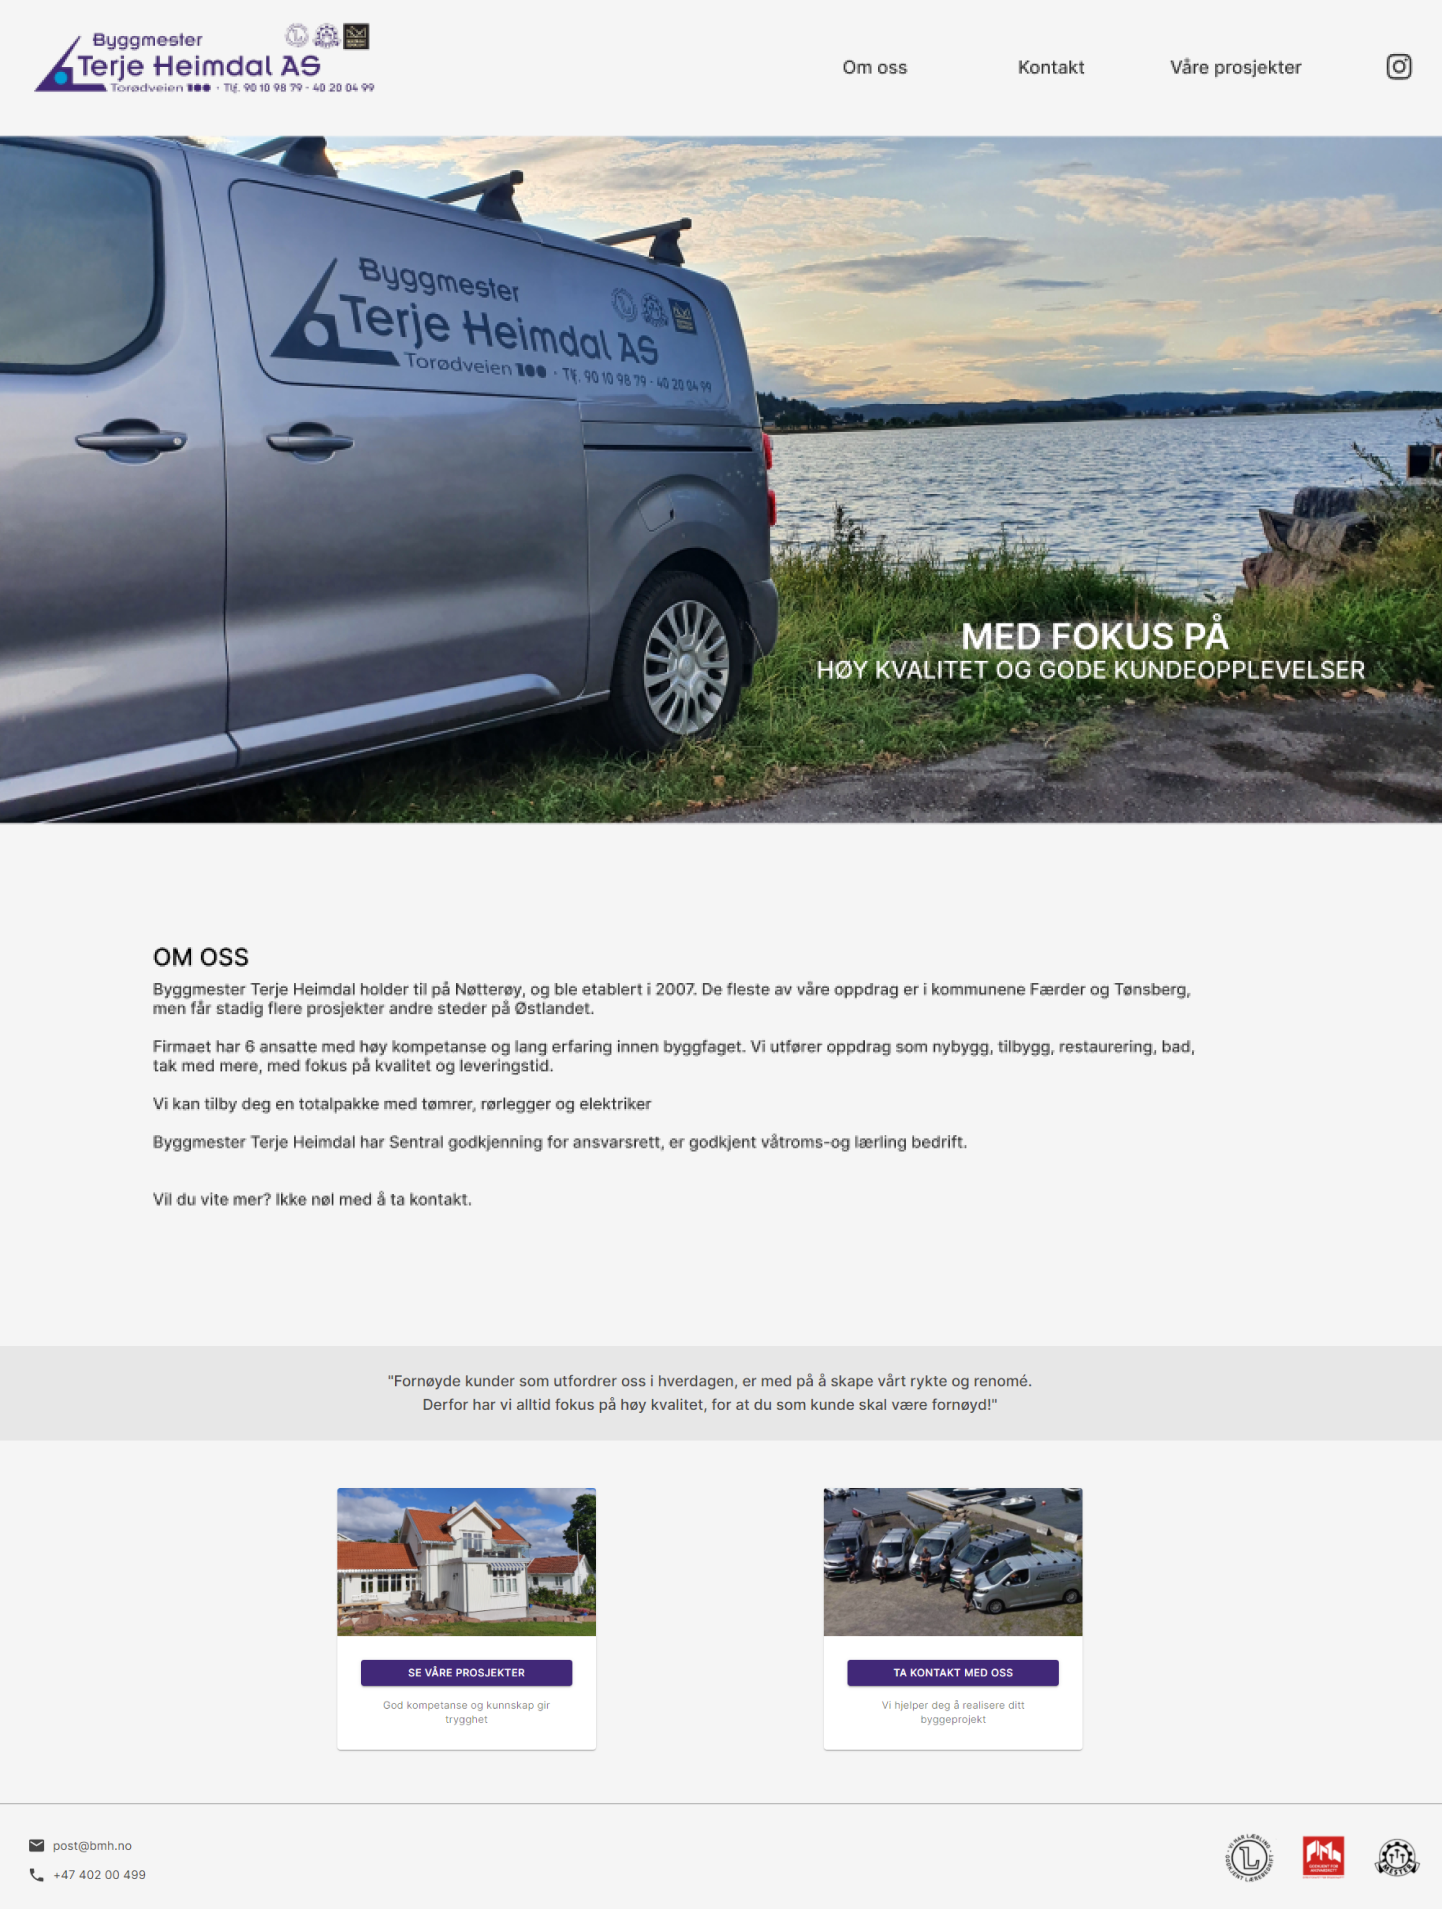 Byggmester
Terje Heimdal AS
Torødveien 100 · Tlf. 90 10 98 79 - 40 20 04 99
Om oss
Kontakt
Våre prosjekter
Byggmester
Terje Heimdal AS
Torødveien 100 · Tlf. 90 10 98 79 - 40 20 04 99
MED FOKUS PÅ
HØY KVALITET OG GODE KUNDEOPPLEVELSER
OM OSS
Byggmester Terje Heimdal holder til på Nøtterøy, og ble etablert i 2007. De fleste av våre oppdrag er i kommunene Færder og Tønsberg,
men får stadig flere prosjekter andre steder på Østlandet.
Firmaet har 6 ansatte med høy kompetanse og lang erfaring innen byggfaget. Vi utfører oppdrag som nybygg, tilbygg, restaurering, bad,
tak med mere, med fokus på kvalitet og leveringstid.
Vi kan tilby deg en totalpakke med tømrer, rørlegger og elektriker
Byggmester Terje Heimdal har Sentral godkjenning for ansvarsrett, er godkjent våtroms-og lærling bedrift.
Vil du vite mer? Ikke nøl med å ta kontakt.
"Fornøyde kunder som utfordrer oss i hverdagen, er med på å skape vårt rykte og renomé.
Derfor har vi alltid fokus på høy kvalitet, for at du som kunde skal være fornøyd!"
SE VÅRE PROSJEKTER
God kompetanse og kunnskap gir
trygghet
TA KONTAKT MED OSS
Vi hjelper deg å realisere ditt
byggeprojekt
post@bmh.no
+47 402 00 499
VI HAR LÆRLING
GODKJENT LÆREBEDRIFT
GODKJENT FOR
ANSVARSRETT
MESTER